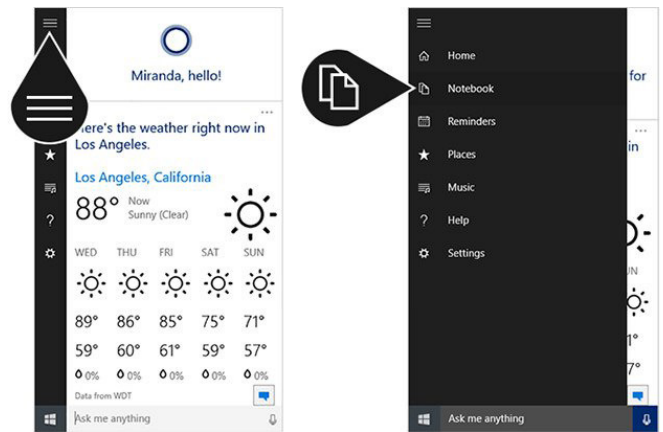 Miranda, hello!
Here's the weather right now in
Los Angeles.
Los Angeles, California
88° Now
Sunny (Clear)
WED THU FRI SAT SUN
89° 86° 85° 75° 71°
59° 60° 61° 59° 57°
0% 0% 0% 0% 0%
Data from WDT
Ask me anything
Home
Notebook
Reminders
Places
Music
?
Help
Settings
for
in
1°
7°
Ask me anything